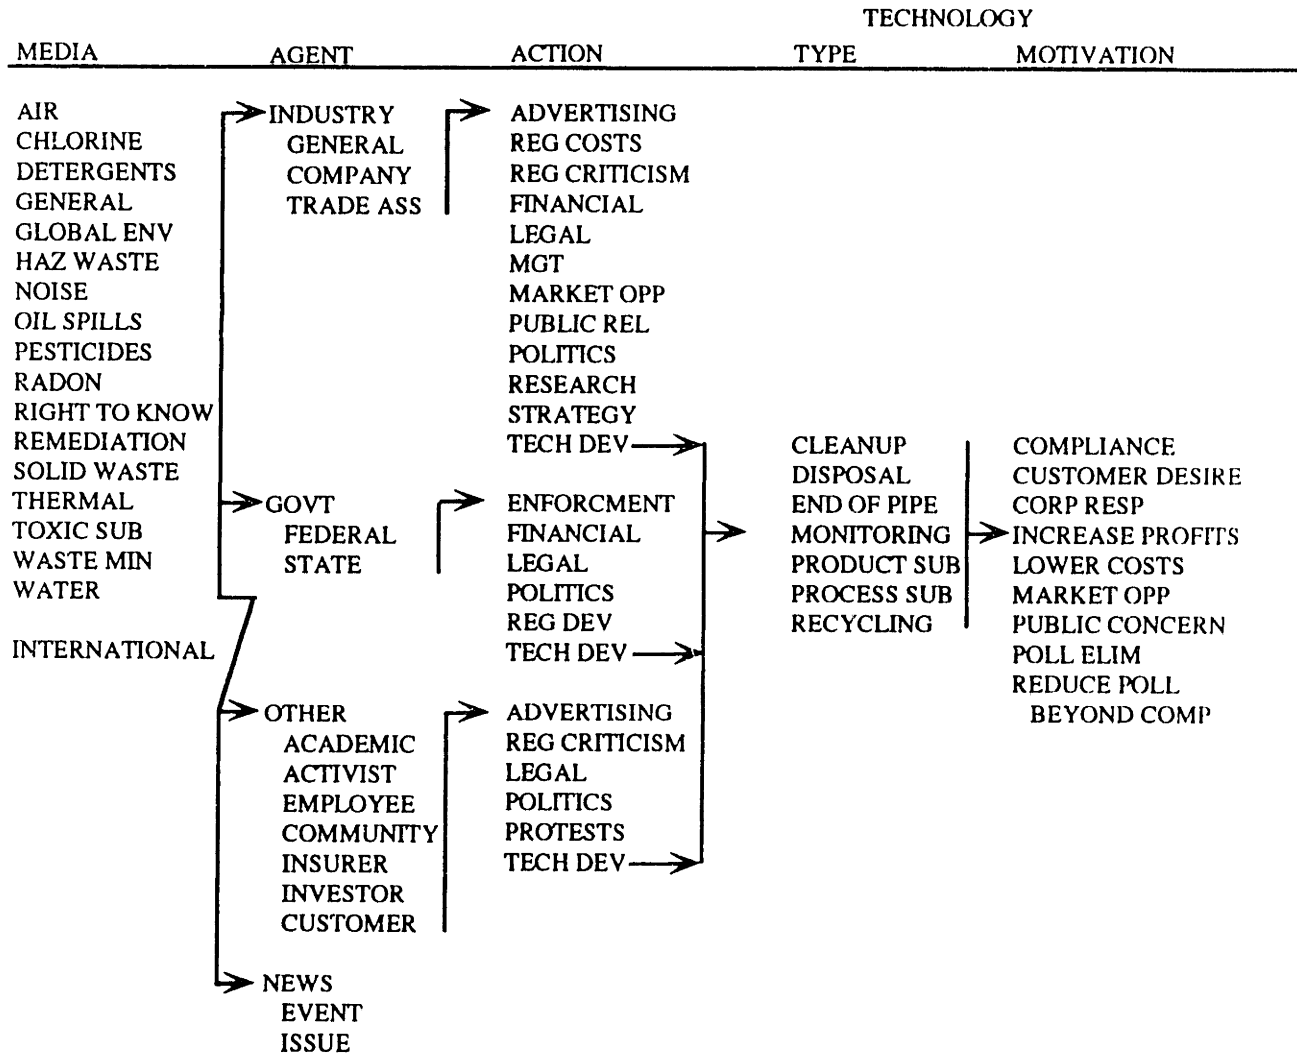 TECHNOLOGY
MEDIA AGENT ACTION TYPE MOTIVATION
AIR
CHLORINE
DETERGENTS
GENERAL
GLOBAL ENV
HAZ WASTE
NOISE
OIL SPILLS
PESTICIDES
RADON
RIGHT TO KNOW
REMEDIATION
SOLID WASTE
THERMAL
TOXIC SUB
WASTE MIN
WATER
INTERNATIONAL
INDUSTRY
GENERAL
COMPANY
TRADE ASS
GOVT
FEDERAL
STATE
OTHER
ACADEMIC
ACTIVIST
EMPLOYEE
COMMUNITY
INSURER
INVESTOR
CUSTOMER
NEWS
EVENT
ISSUE
ADVERTISING
REG COSTS
REG CRITICISM
FINANCIAL
LEGAL
MGT
MARKET OPP
PUBLIC REL
POLITICS
RESEARCH
STRATEGY
TECH DEV
ENFORCMENT
FINANCIAL
LEGAL
POLITICS
REG DEV
TECH DEV
ADVERTISING
REG CRITICISM
LEGAL
POLITICS
PROTESTS
TECH DEV
CLEANUP
DISPOSAL
END OF PIPE
MONITORING
PRODUCT SUB
PROCESS SUB
RECYCLING
COMPLIANCE
CUSTOMER DESIRE
CORP RESP
INCREASE PROFITS
LOWER COSTS
MARKET OPP
PUBLIC CONCERN
POLL ELIM
REDUCE POLL
BEYOND COMP